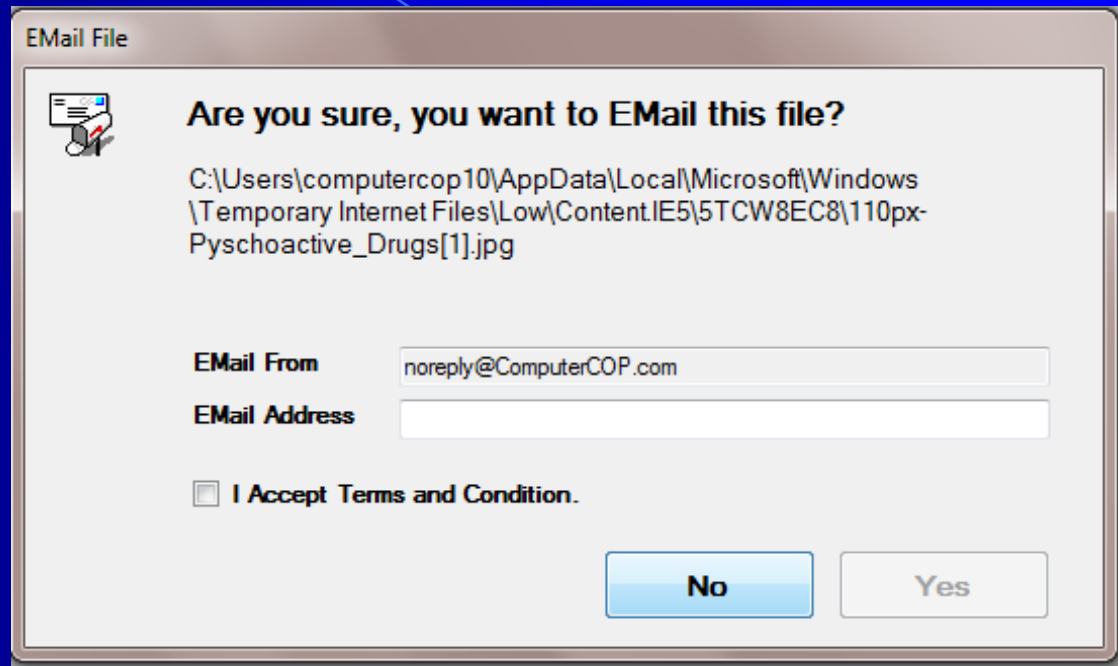 EMail File
Are you sure, you want to EMail this file?
C:\Users\computercop10\AppData\Local\Microsoft\Windows
\Temporary Internet Files\Low\Content.IE5\5TCW8EC8\110px-
Pyschoactive_Drugs[1].jpg
EMail From noreply@ComputerCOP.com
EMail Address
I Accept Terms and Condition.
No Yes